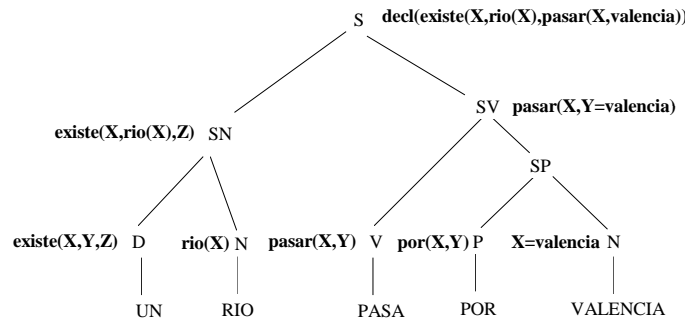 S decl(existe(X,rio(X),pasar(X,valencia))
SV pasar(X,Y=valencia)
existe(X,rio(X),Z) SN
SP
existe(X,Y,Z) D rio(X) N pasar(X,Y) V por(X,Y) P X=valencia N
UN RIO PASA POR VALENCIA